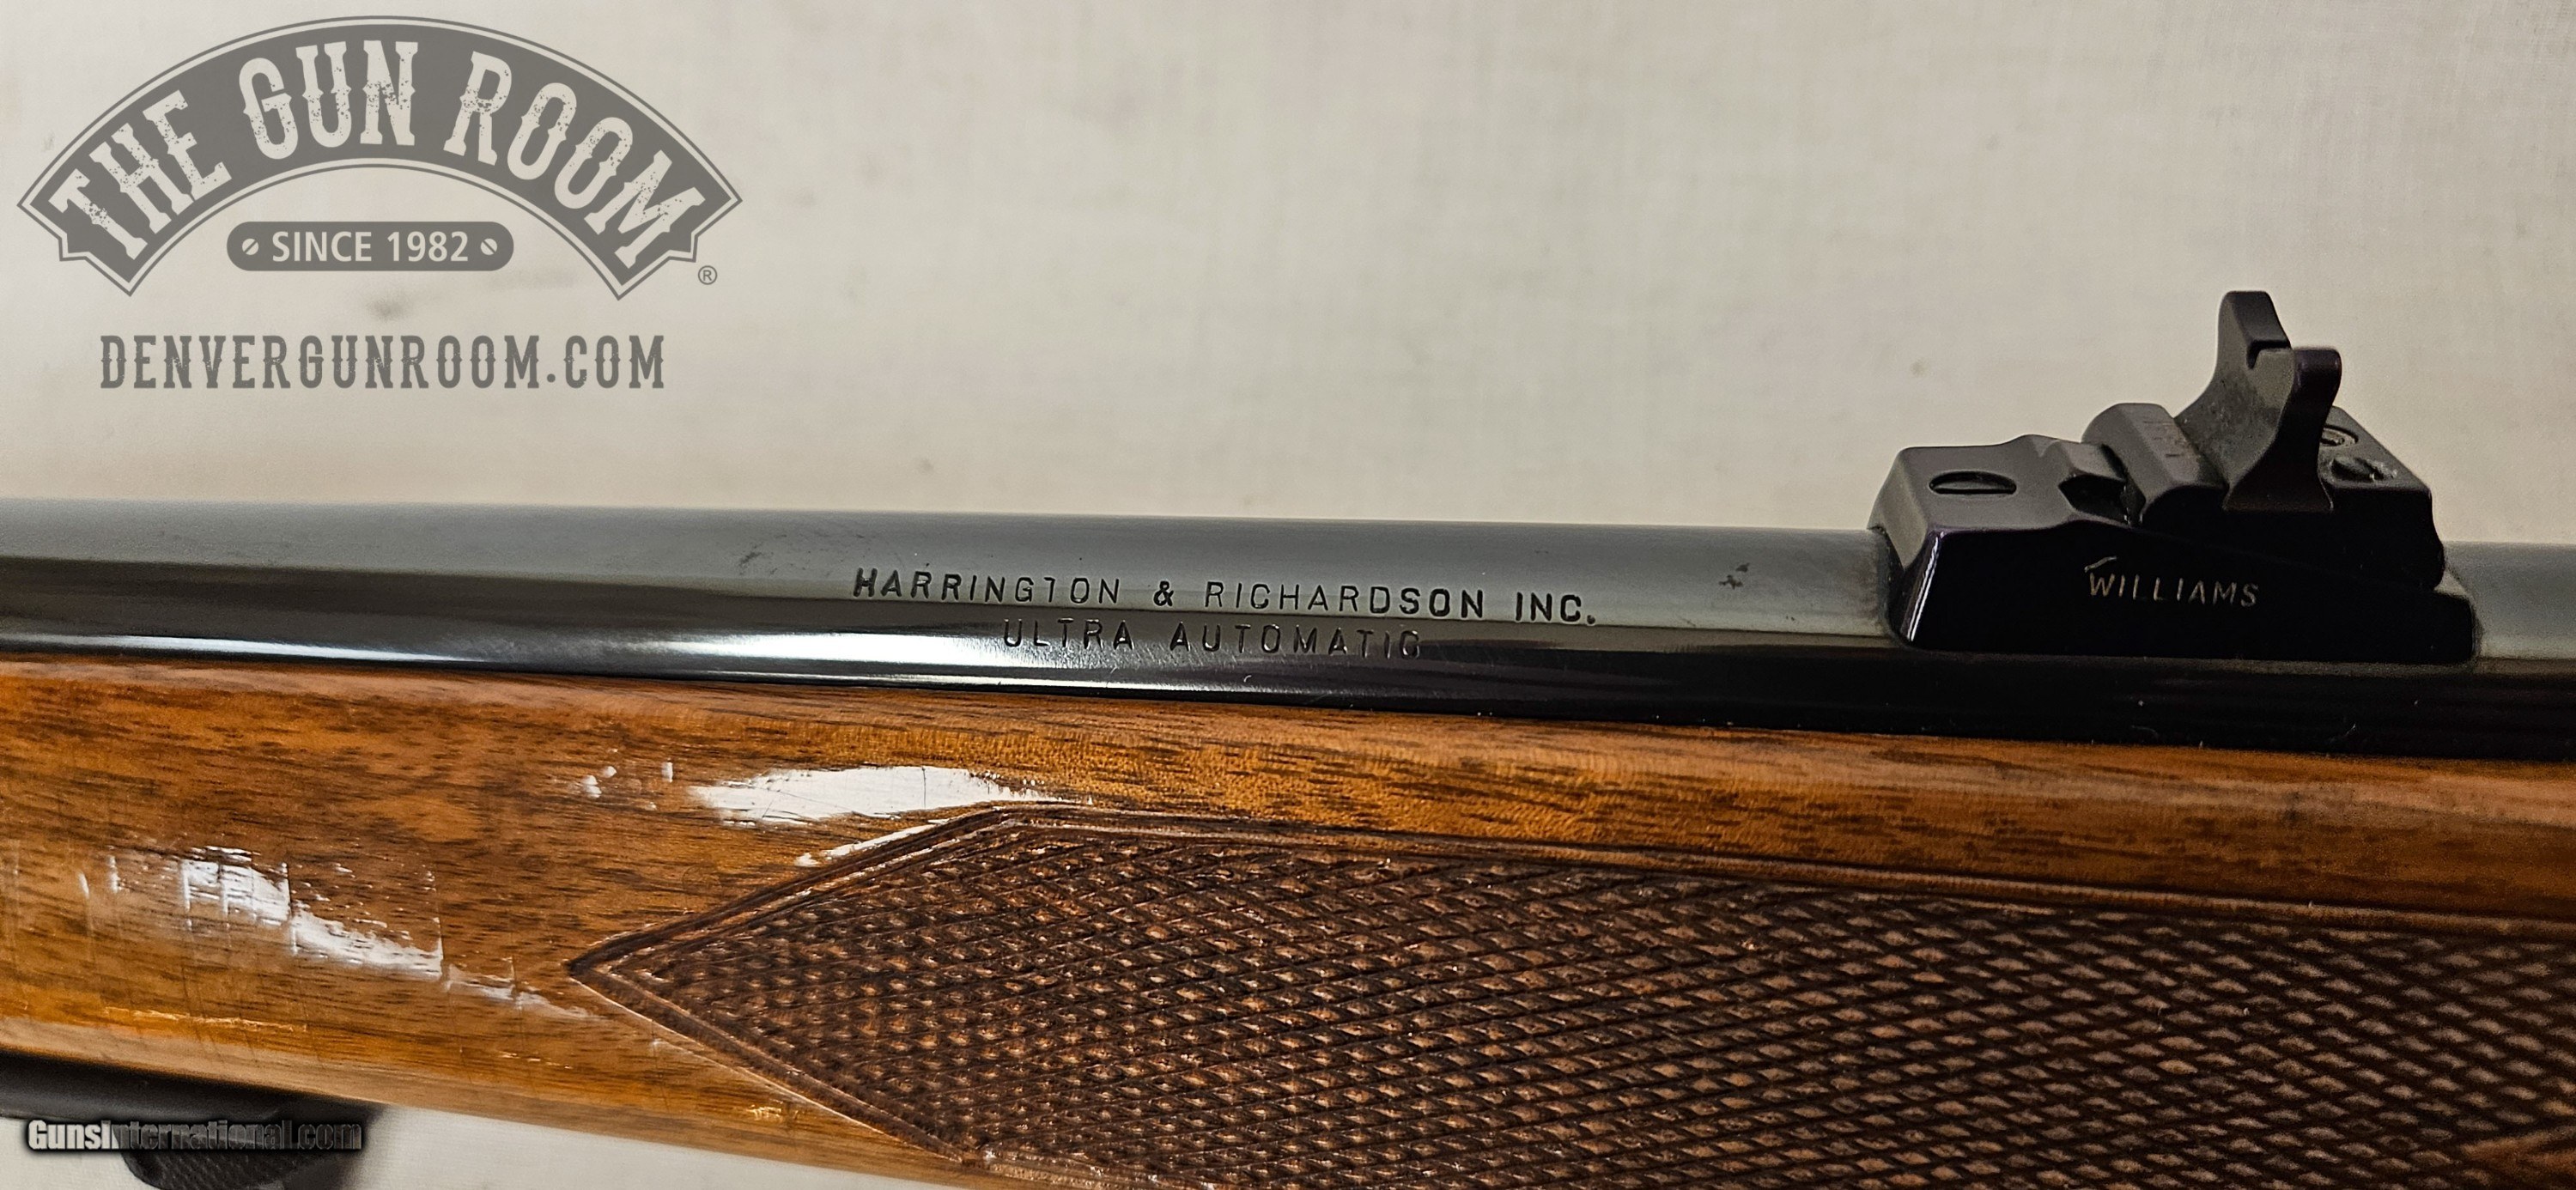 THE GUN ROOM
SINCE 1982
®
DENVERGUNROOM.COM
HARRINGTON & RICHARDSON INC.
ULTRA AUTOMATIC
WILLIAMS
GunsInternational.com